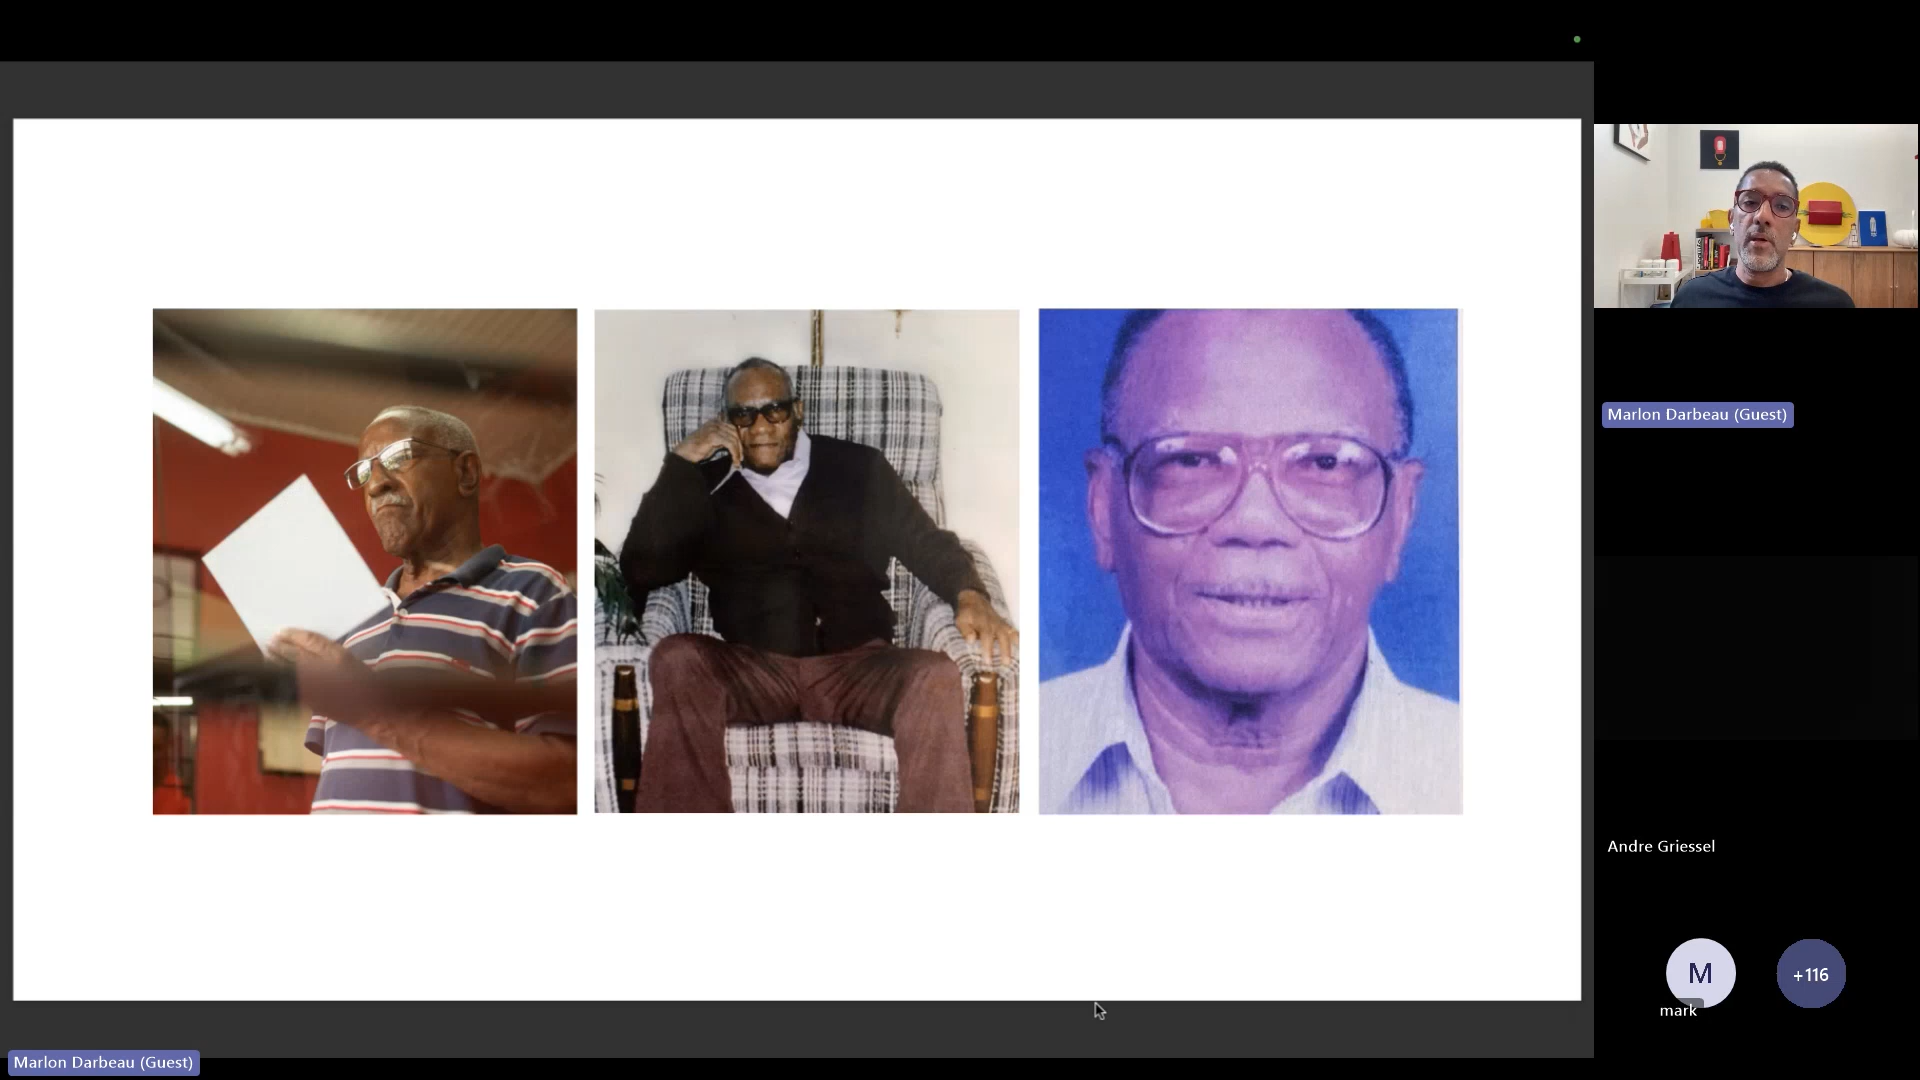 Marlon Darbeau (Guest)
Andre Griessel
M
mark
+116
Marlon Darbeau (Guest)